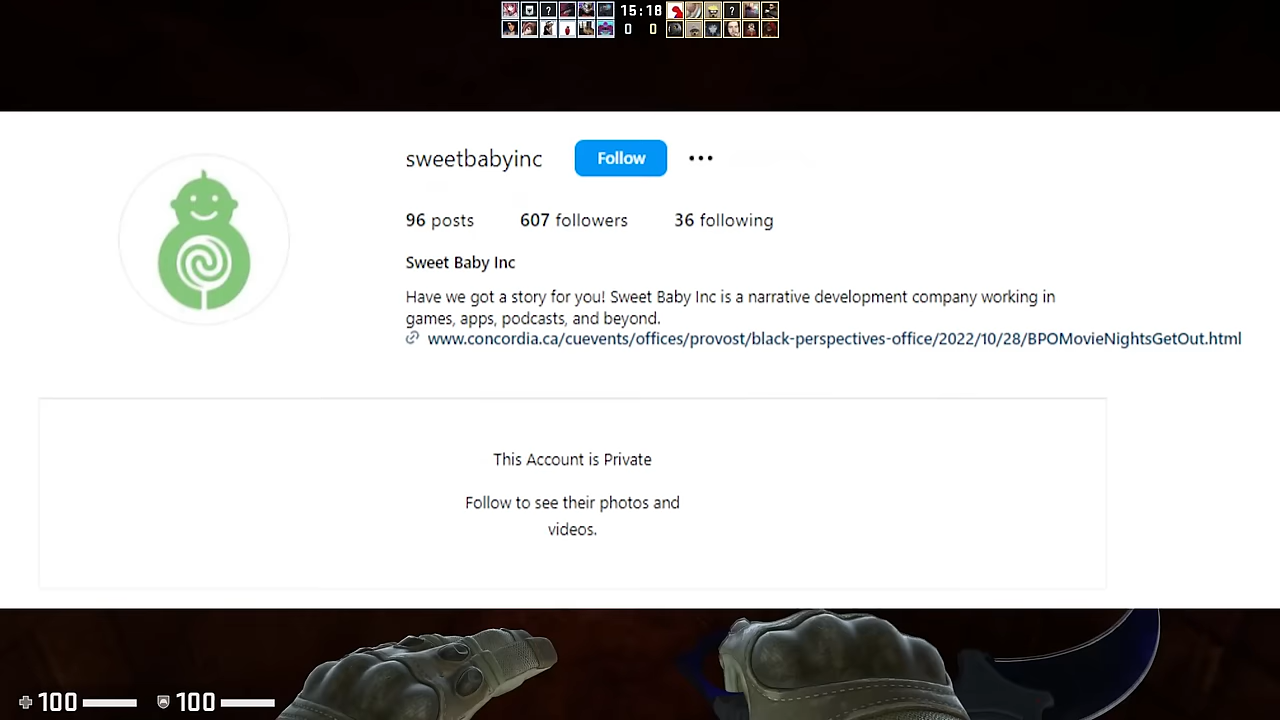 15:18
0 0
sweetbabyinc Follow
96 posts 607 followers 36 following
Sweet Baby Inc
Have we got a story for you! Sweet Baby Inc is a narrative development company working in
games, apps, podcasts, and beyond.
www.concordia.ca/cuevents/offices/provost/black-perspectives-office/2022/10/28/BPOMovieNightsGetOut.html
This Account is Private
Follow to see their photos and
videos.
100 100